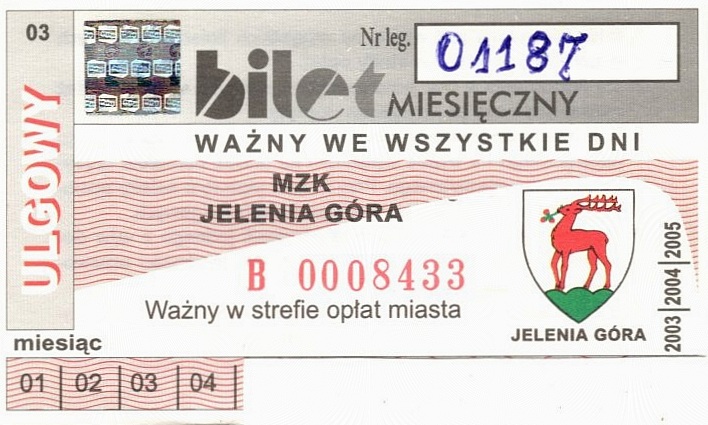 03
Nr leg. 01187
bilet MIESIĘCZNY
WAŻNY WE WSZYSTKIE DNI
ULGOWY
MZK
JELENIA GÓRA
B 0008433
Ważny w strefie opłat miasta
JELENIA GÓRA
2003|2004|2005
miesiąc
01 02 03 04